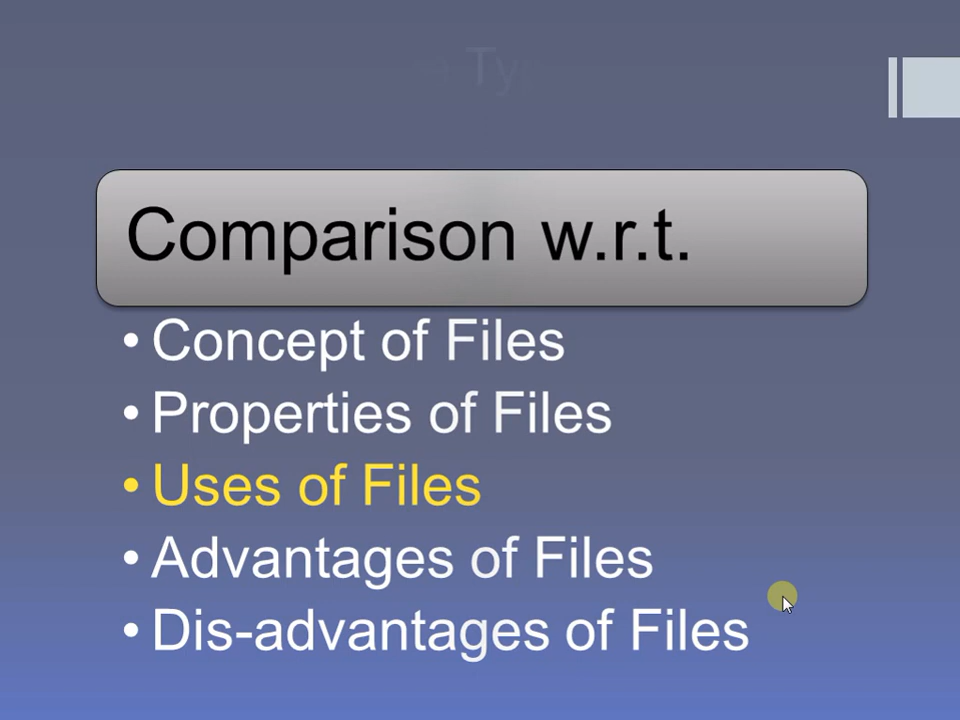 Comparison w.r.t.
• Concept of Files
• Properties of Files
• Uses of Files
• Advantages of Files
• Dis-advantages of Files